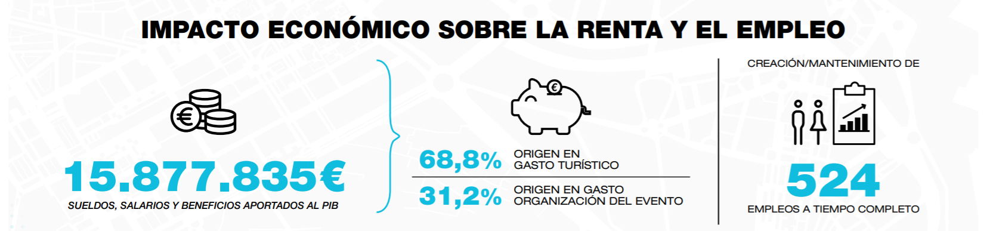 IMPACTO ECONÓMICO SOBRE LA RENTA Y EL EMPLEO
€
15.877.835€
SUELDOS, SALARIOS Y BENEFICIOS APORTADOS AL PIB
€
68,8%
ORIGEN EN
GASTO TURÍSTICO
31,2%
ORIGEN EN GASTO
ORGANIZACIÓN DEL EVENTO
CREACIÓN/MANTENIMIENTO DE
524
EMPLEOS A TIEMPO COMPLETO